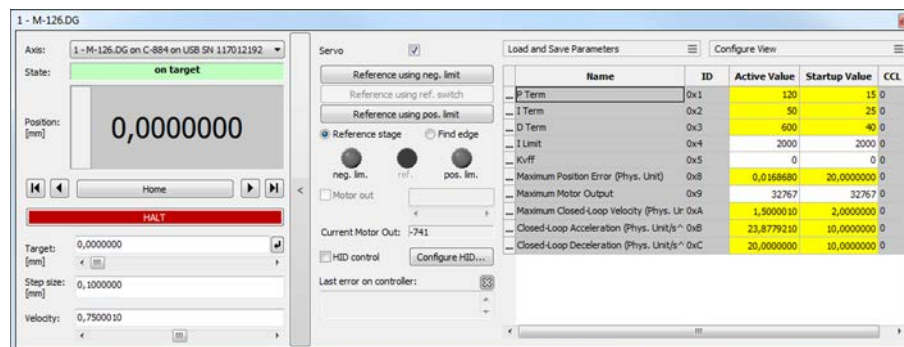 1 - M-126.DG
Axis:
1 - M-126.DG on C-884 on USB SN 117012192
State:
on target
Position:
[mm]
0,0000000
Home
HALT
Target:
[mm]
0,0000000
Step size:
[mm]
0,1000000
Velocity:
0,7500010
<
Servo
Reference using neg. limit
Reference using ref. switch
Reference using pos. limit
Reference stage
Find edge
neg. lim.
ref.
pos. lim.
Motor out
Current Motor Out:
-741
HID control
Configure HID...
Last error on controller:
Load and Save Parameters
Configure View
Name ID Active Value Startup Value CCL
... P Term 0x1 120 15 0
... I Term 0x2 50 25 0
... D Term 0x3 600 40 0
... I Limit 0x4 2000 2000 0
... Kvff 0x5 0 0 0
... Maximum Position Error (Phys. Unit) 0x8 0,0168680 20,0000000 0
... Maximum Motor Output 0x9 32767 32767 0
... Maximum Closed-Loop Velocity (Phys. Ur 0xA 1,5000010 2,0000000 0
... Closed-Loop Acceleration (Phys. Unit/s^ 0xB 23,8779210 10,0000000 0
... Closed-Loop Deceleration (Phys. Unit/s^ 0xC 20,0000000 10,0000000 0